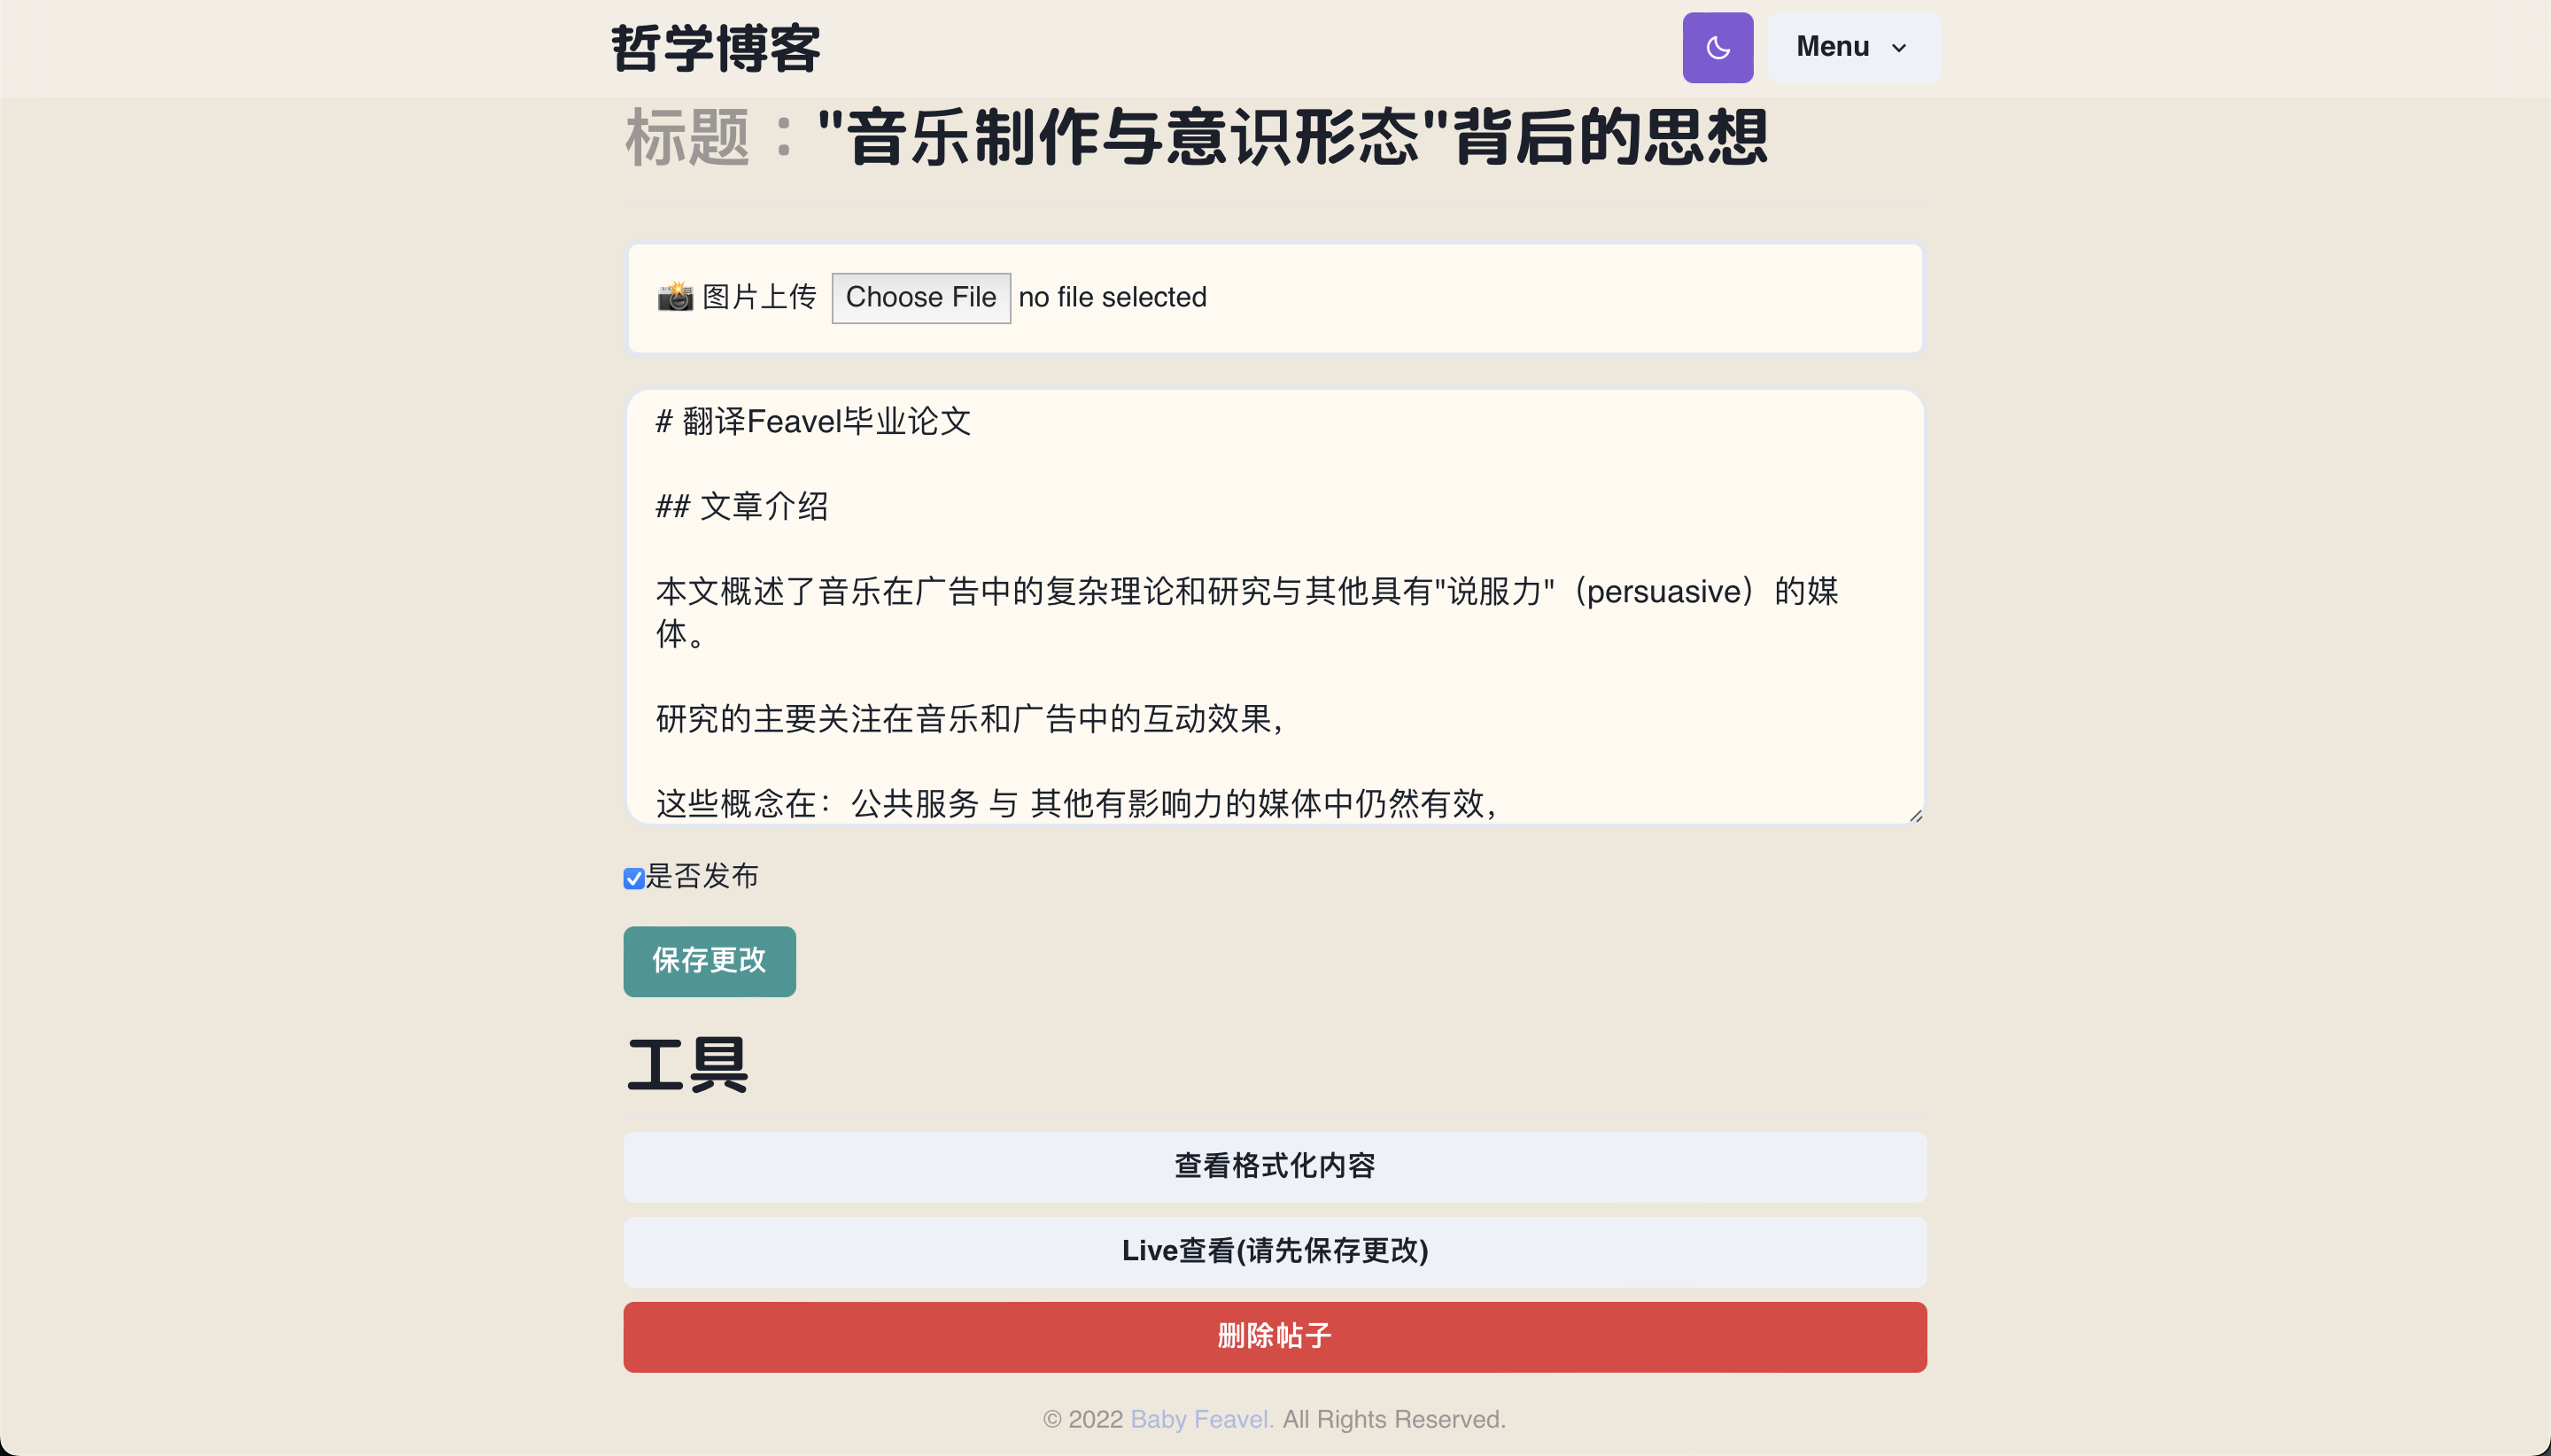 哲学博客
Menu
标题："音乐制作与意识形态"背后的思想
图片上传 Choose File no file selected
# 翻译Feavel毕业论文
## 文章介绍
本文概述了音乐在广告中的复杂理论和研究与其他具有"说服力"（persuasive）的媒
体。
研究的主要关注在音乐和广告中的互动效果，
这些概念在：公共服务 与 其他有影响力的媒体中仍然有效，
是否发布
保存更改
工具
查看格式化内容
Live查看(请先保存更改)
删除帖子
© 2022 Baby Feavel. All Rights Reserved.